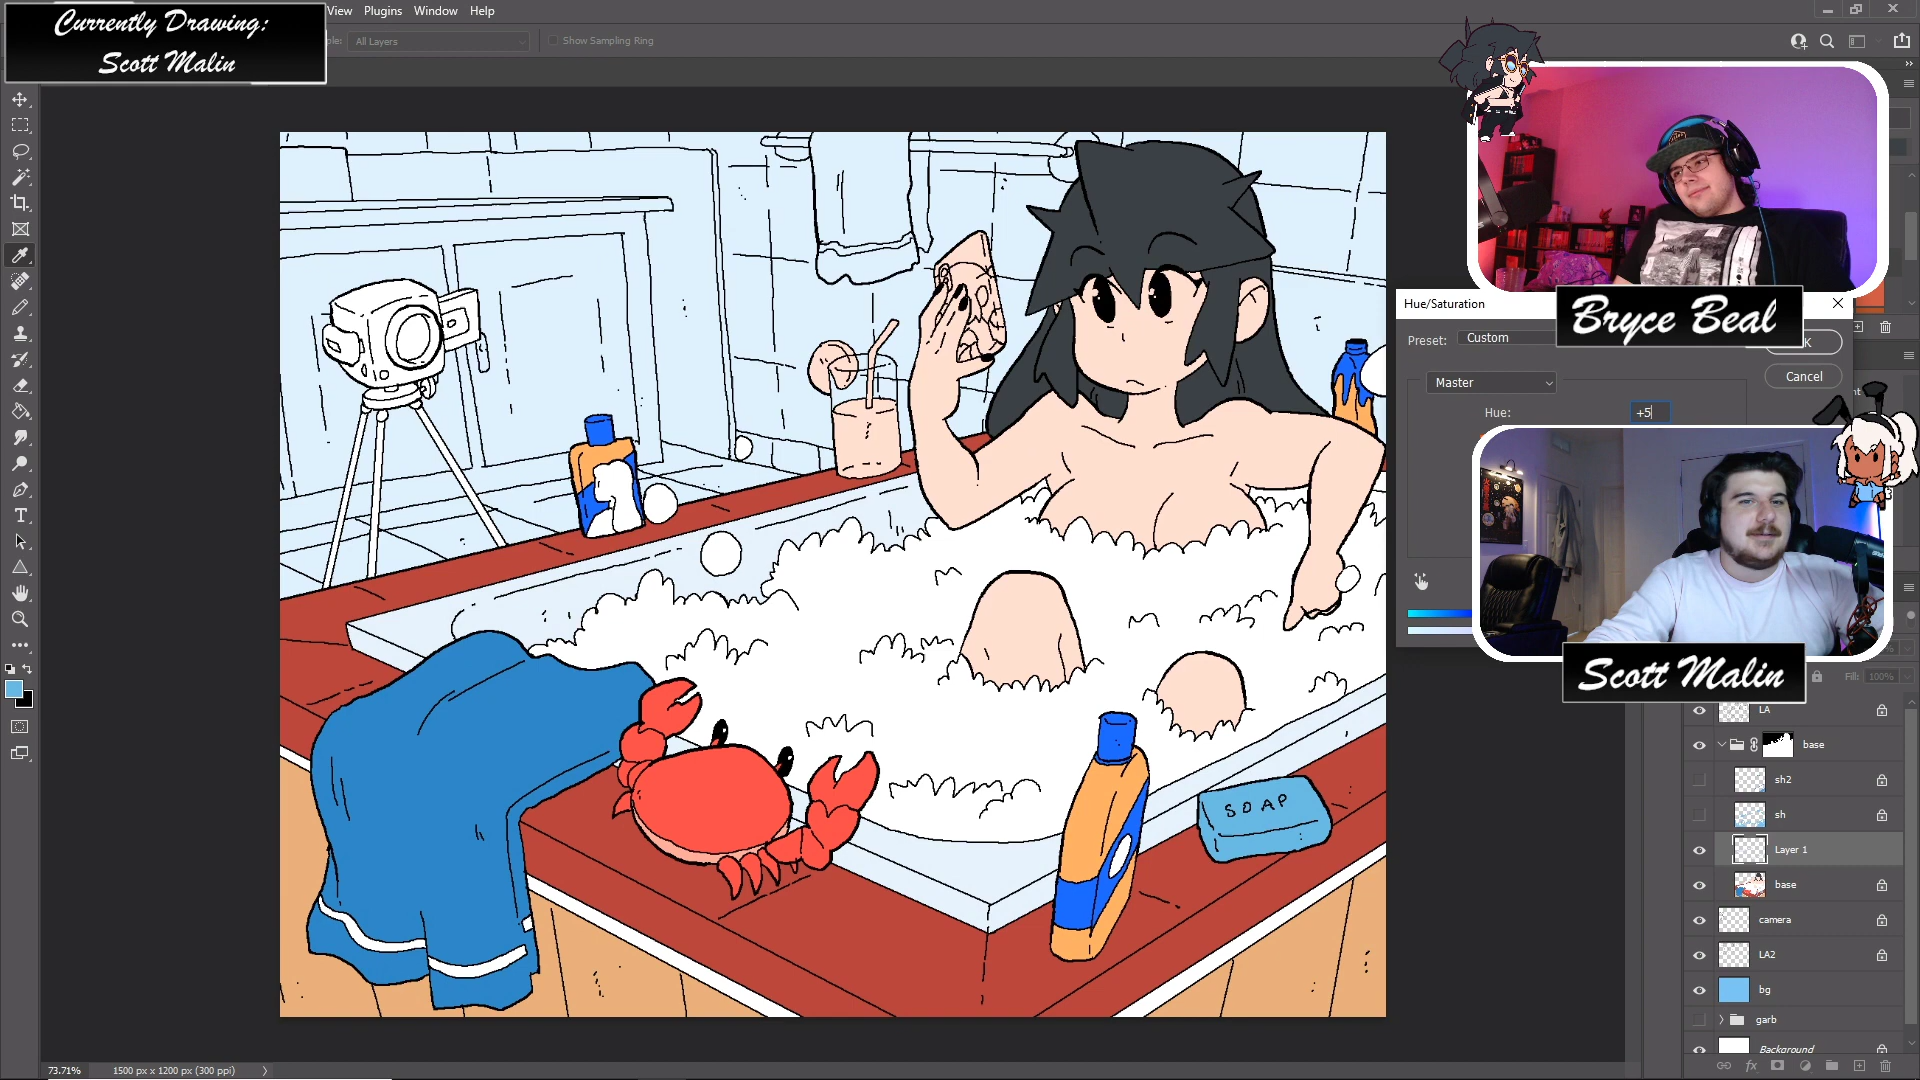 Currently Drawing:
Scott Malin
View Plugins Window Help
All Layers
Show Sampling Ring
Bryce Beal
Hue/Saturation
Preset: Custom
Cancel
Master
Hue: +5
Scott Malin
SOAP
Fill: 100%
LA
base
sh2
sh
Layer 1
base
camera
LA2
bg
garb
Background
73.71% 1500 px x 1200 px (300 ppi)